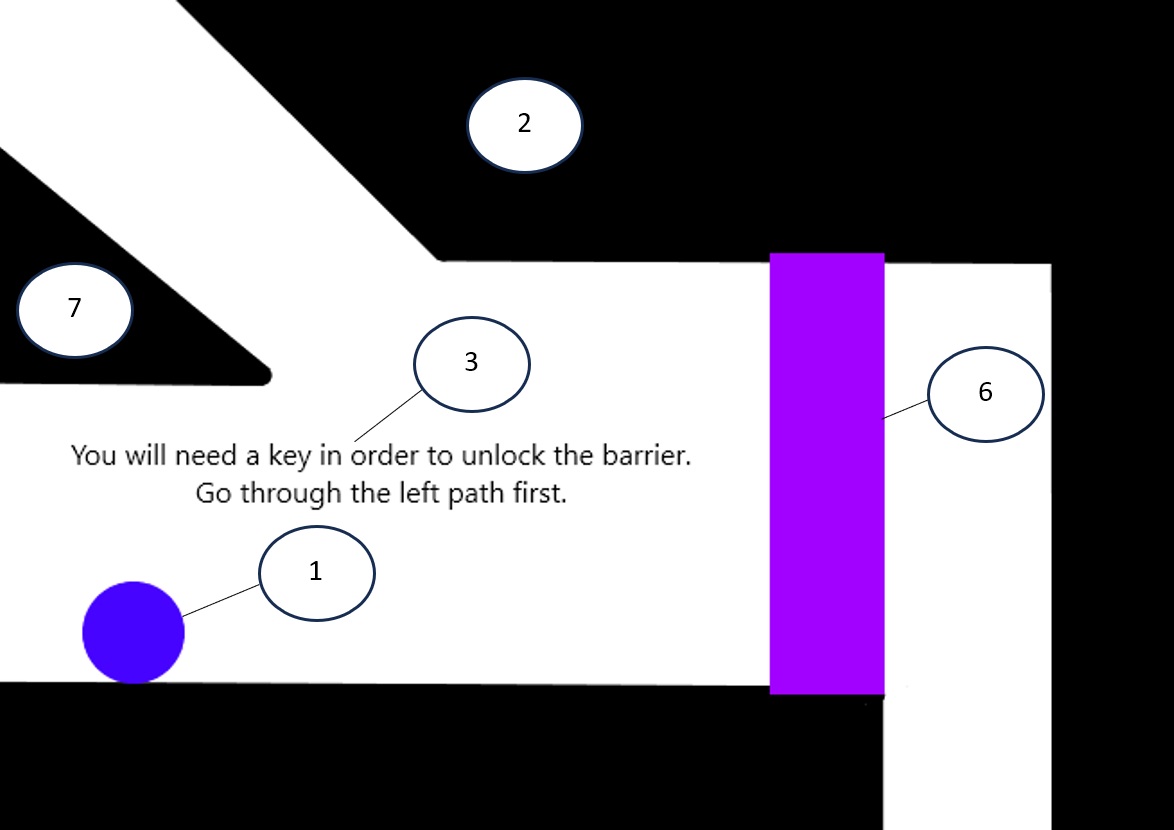 2
7
3
6
You will need a key in order to unlock the barrier.
Go through the left path first.
1